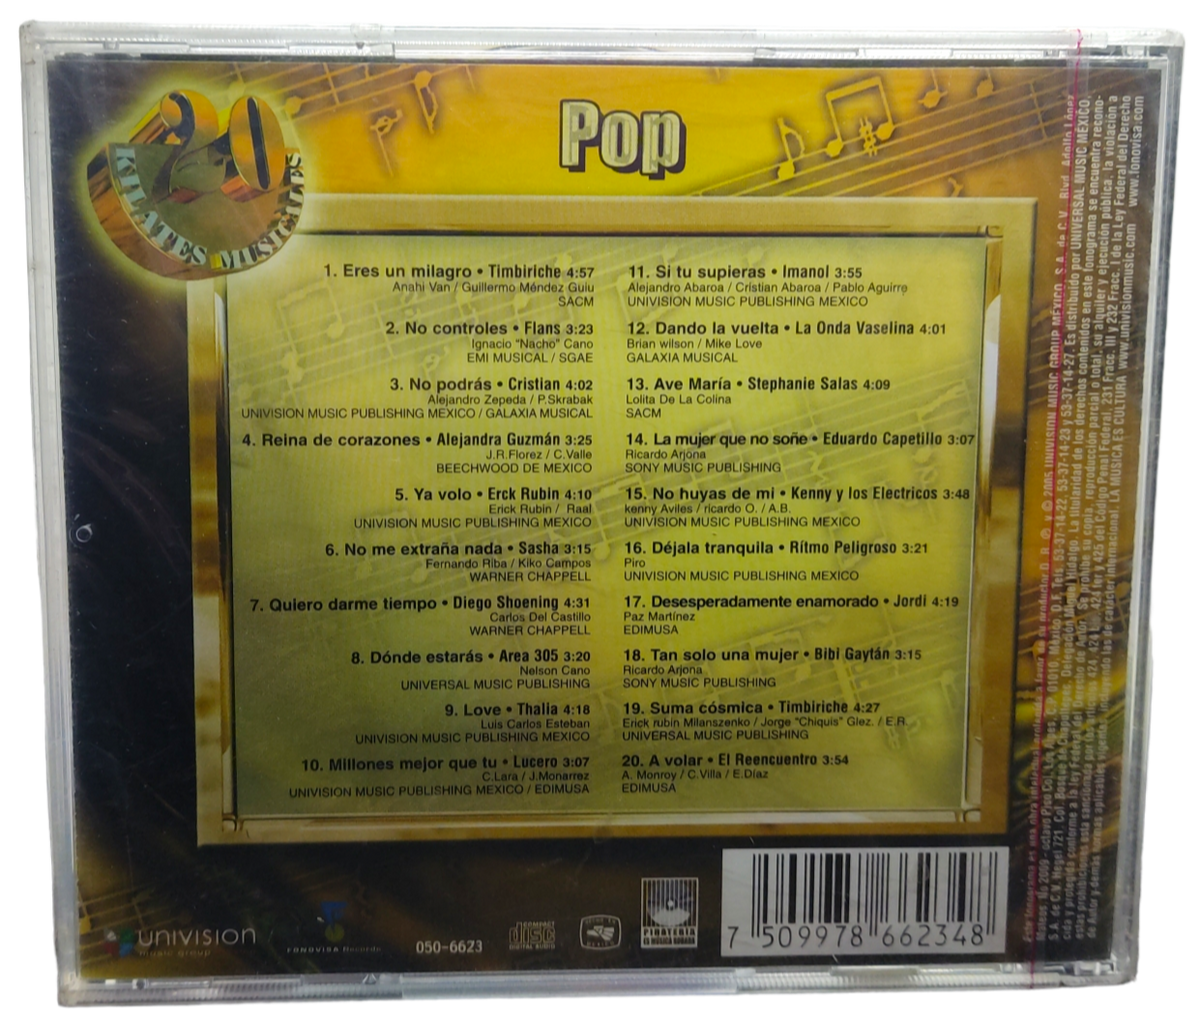 20
KILATES MUSICALES
Pop
1. Eres un milagro • Timbiriche 4:57
Anahi Van / Guillermo Méndez Guiu
SACM
2. No controles • Flans 3:23
Ignacio "Nacho" Cano
EMI MUSICAL / SGAE
3. No podrás • Cristian 4:02
Alejandro Zepeda / P.Skrabak
UNIVISION MUSIC PUBLISHING MEXICO / GALAXIA MUSICAL
4. Reina de corazones • Alejandra Guzmán 3:25
J.R.Florez / C.Valle
BEECHWOOD DE MEXICO
5. Ya volo • Erck Rubin 4:10
Erick Rubin / Raal
UNIVISION MUSIC PUBLISHING MEXICO
6. No me extraña nada • Sasha 3:15
Fernando Riba / Kiko Campos
WARNER CHAPPELL
7. Quiero darme tiempo • Diego Shoening 4:31
Carlos Del Castillo
WARNER CHAPPELL
8. Dónde estarás • Area 305 3:20
Nelson Cano
UNIVERSAL MUSIC PUBLISHING
9. Love • Thalia 4:18
Luis Carlos Esteban
UNIVISION MUSIC PUBLISHING MEXICO
10. Millones mejor que tu • Lucero 3:07
C.Lara / J.Monarrez
UNIVISION MUSIC PUBLISHING MEXICO / EDIMUSA
11. Si tu supieras • Imanol 3:55
Alejandro Abaroa / Cristian Abaroa / Pablo Aguirre
UNIVISION MUSIC PUBLISHING MEXICO
12. Dando la vuelta • La Onda Vaselina 4:01
Brian wilson / Mike Love
GALAXIA MUSICAL
13. Ave María • Stephanie Salas 4:09
Lolita De La Colina
SACM
14. La mujer que no soñe • Eduardo Capetillo 3:07
Ricardo Arjona
SONY MUSIC PUBLISHING
15. No huyas de mi • Kenny y los Electricos 3:48
kenny Aviles / ricardo O. / A.B.
UNIVISION MUSIC PUBLISHING MEXICO
16. Déjala tranquila • Rítmo Peligroso 3:21
Piro
UNIVISION MUSIC PUBLISHING MEXICO
17. Desesperadamente enamorado • Jordi 4:19
Paz Martínez
EDIMUSA
18. Tan solo una mujer • Bibi Gaytán 3:15
Ricardo Arjona
SONY MUSIC PUBLISHING
19. Suma cósmica • Timbiriche 4:27
Erick rubin Milanszenko / Jorge "Chiquis" Glez. / E.R.
UNIVERSAL MUSIC PUBLISHING
20. A volar • El Reencuentro 3:54
A. Monroy / C.Villa / E.Díaz
EDIMUSA
univision
music group
FONOVISA Records
050-6623
COMPACT
disc
DIGITAL AUDIO
PIRATERIA
7 509978 662348
www.univisionmusic.com www.fonovisa.com